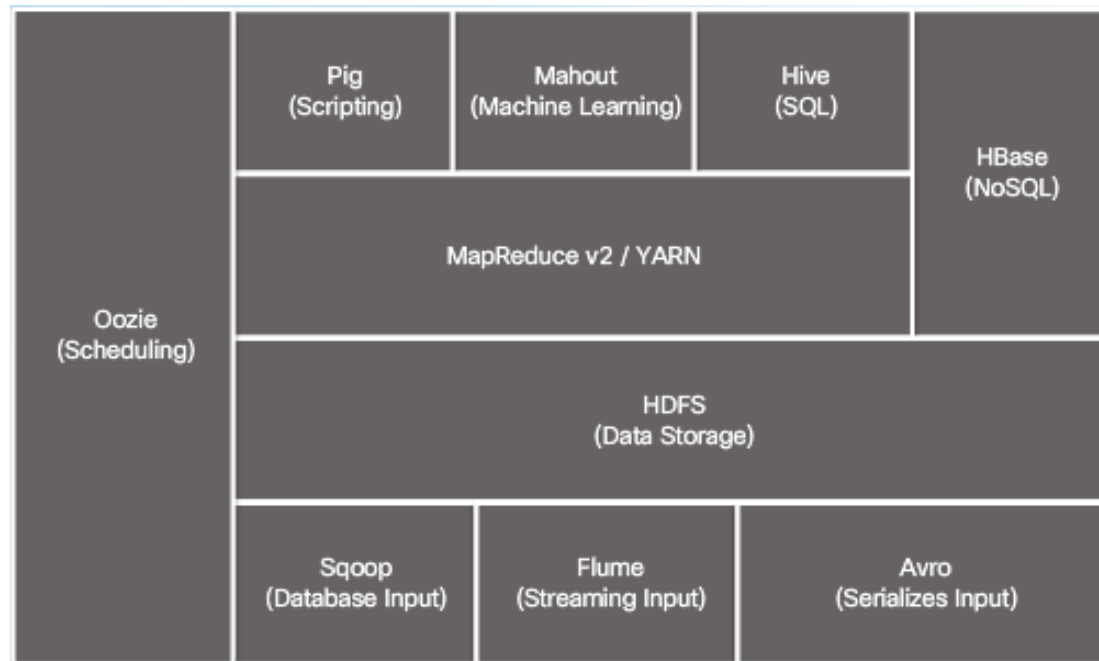 Pig
(Scripting)
Mahout
(Machine Learning)
Hive
(SQL)
HBase
(NoSQL)
MapReduce v2 / YARN
Oozie
(Scheduling)
HDFS
(Data Storage)
Sqoop
(Database Input)
Flume
(Streaming Input)
Avro
(Serializes Input)